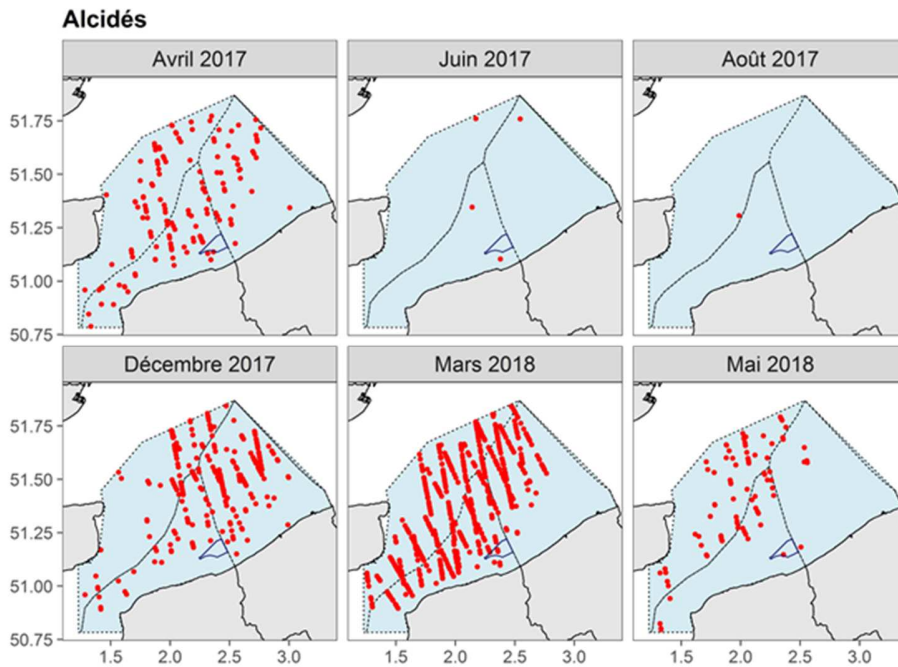 Alcidés
Avril 2017
Juin 2017
Août 2017
51.75
51.50
51.25
51.00
50.75
Décembre 2017
Mars 2018
Mai 2018
51.75
51.50
51.25
51.00
50.75
1.5 2.0 2.5 3.0
1.5 2.0 2.5 3.0
1.5 2.0 2.5 3.0